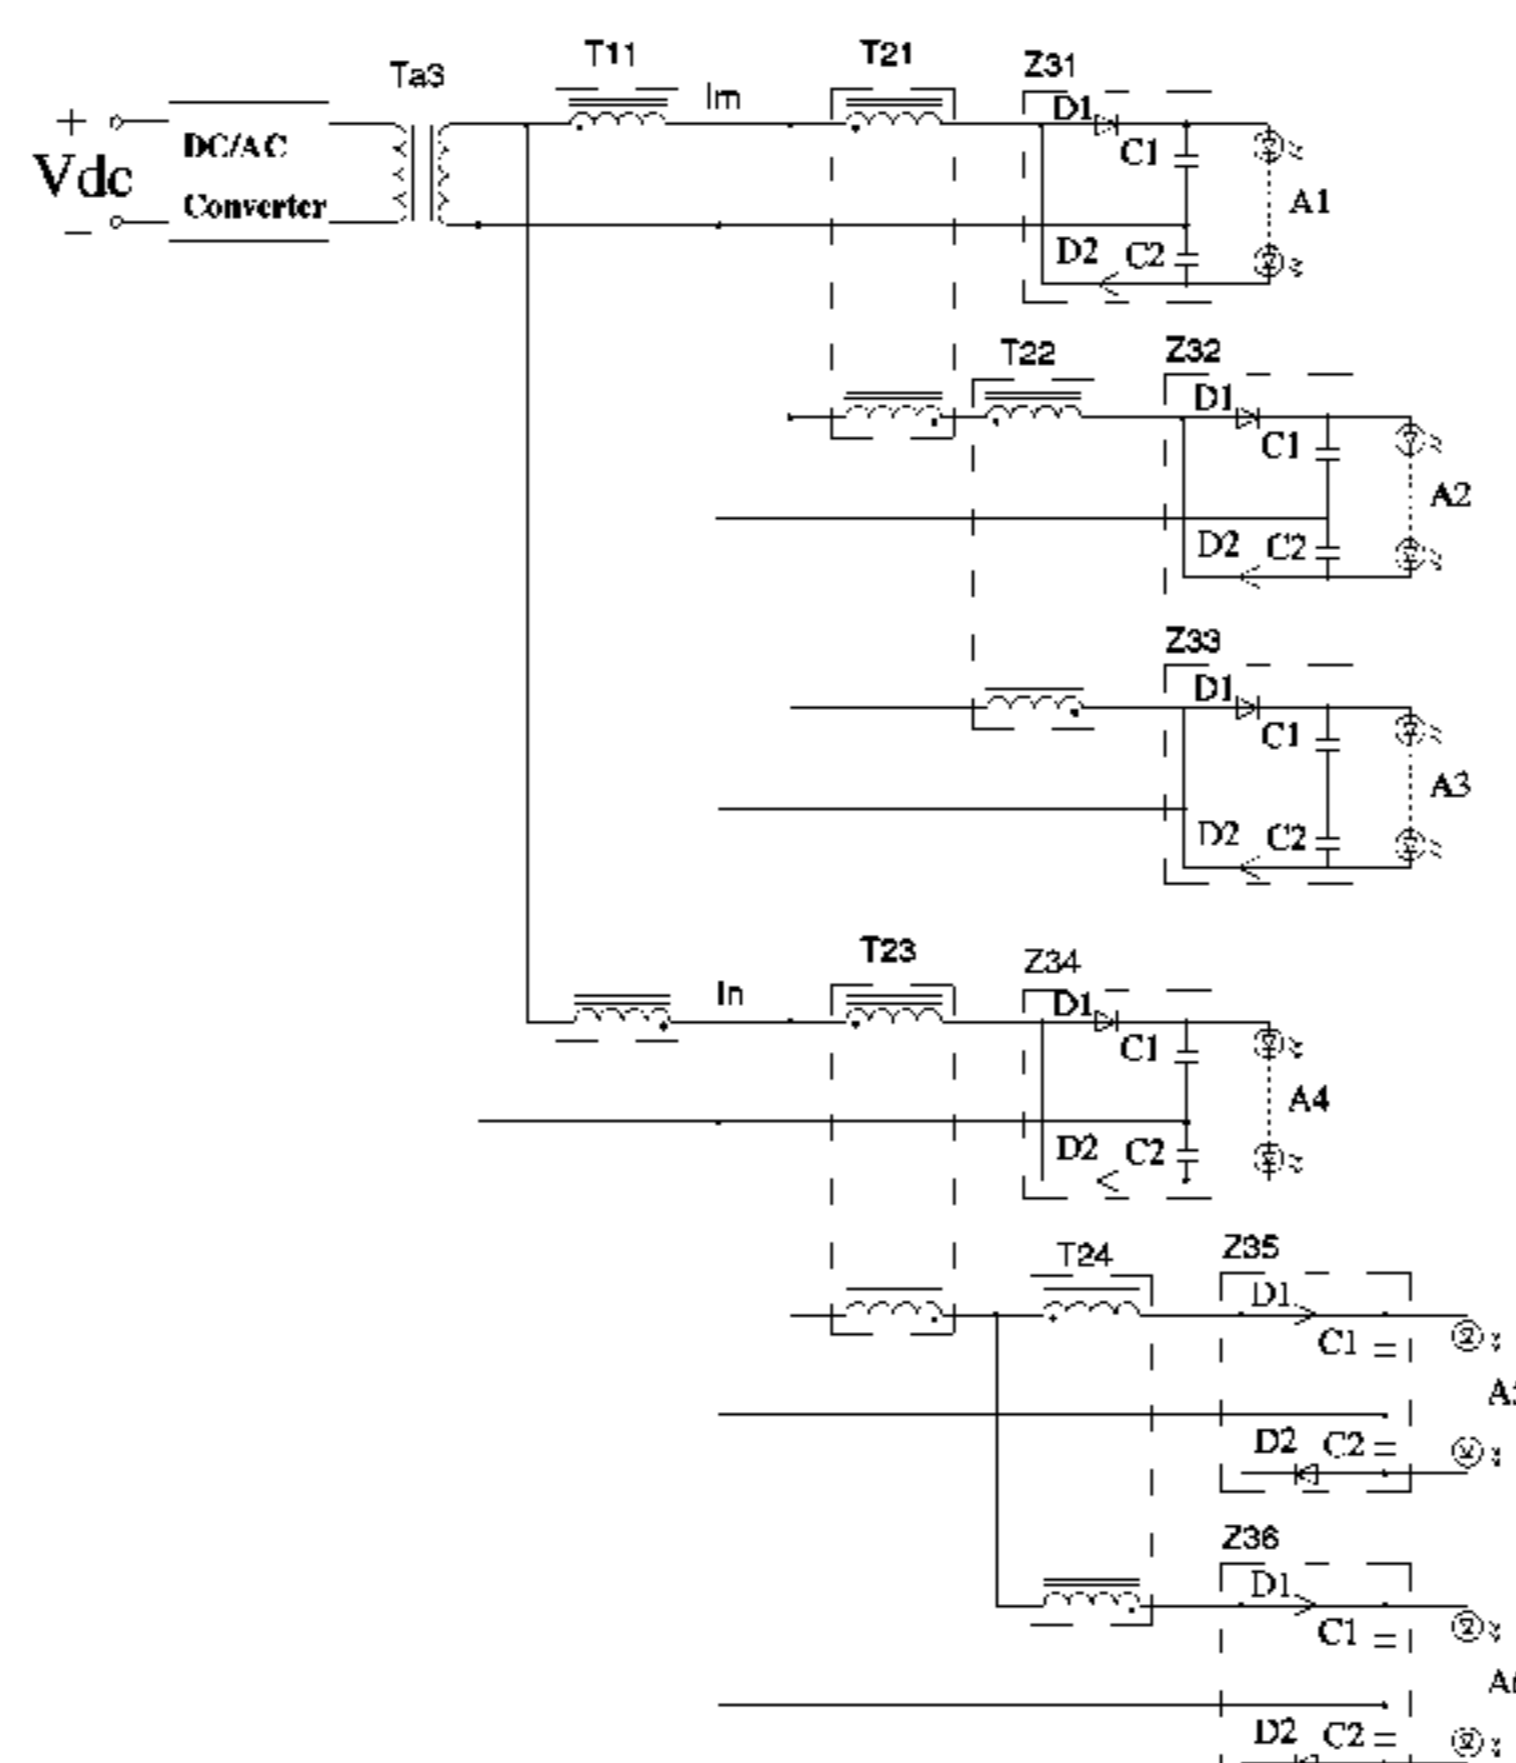 Ta3
T11
Im
T21
Z31
+
Vdc
−
DC/AC
Converter
D1
C1
A1
D2
C2
T22
Z32
D1
C1
A2
D2
C2
Z33
D1
C1
A3
D2
C2
In
T23
Z34
D1
C1
A4
D2
C2
T24
Z35
D1
C1
D2
C2
Z36
D1
C1
D2
C2